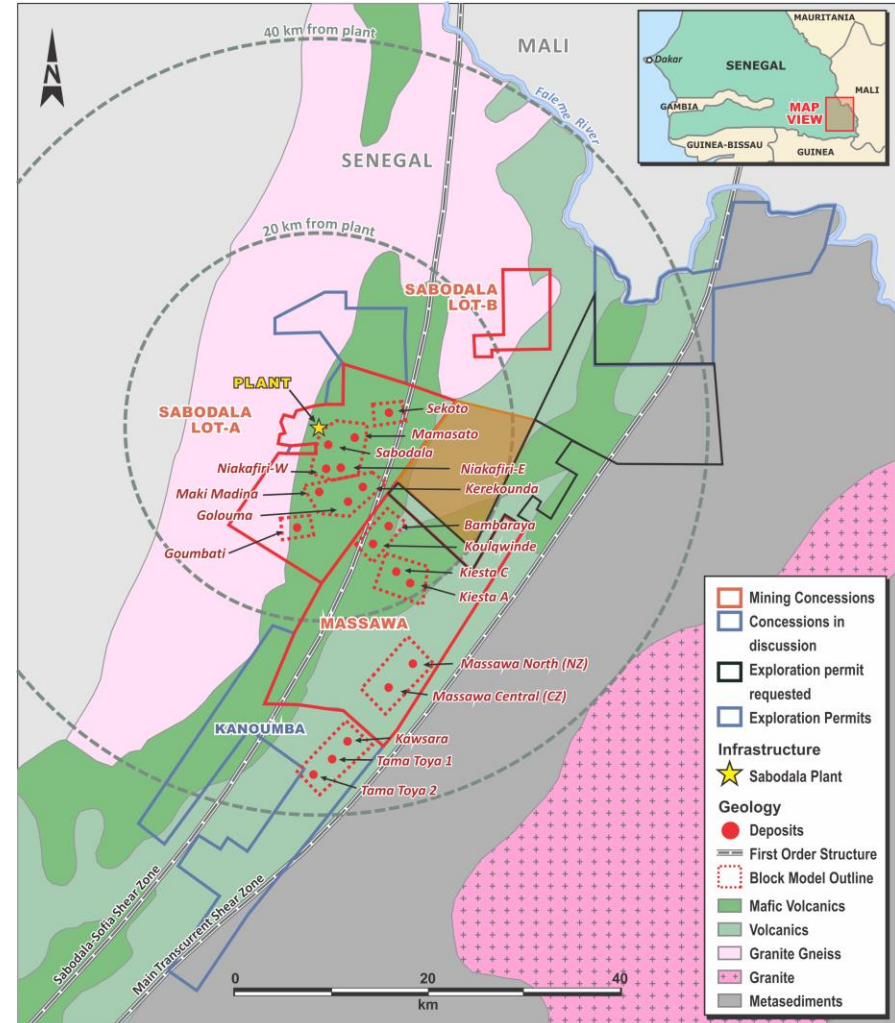 40 km from plant
MALI
N
SENEGAL
Faleme River
20 km from plant
MAURITANIA
Dakar
SENEGAL
MALI
GAMBIA
MAP
VIEW
GUINEA-BISSAU
GUINEA
SABODALA
LOT-B
PLANT
SABODALA
LOT-A
Sekoto
Mamasato
Sabodala
Niakafiri-W
Niakafiri-E
Maki Madina
Kerekounda
Golouma
Bambaraya
Goumbati
Koulqwinde
Kiesta C
Kiesta A
MASSAWA
Massawa North (NZ)
Massawa Central (CZ)
KANOUMBA
Kawsara
Tama Toya 1
Tama Toya 2
Sabodala-Sofia Shear Zone
Main Transcurrent Shear Zone
0 20 40
km
Mining Concessions
Concessions in
discussion
Exploration permit
requested
Exploration Permits
Infrastructure
Sabodala Plant
Geology
Deposits
First Order Structure
Block Model Outline
Mafic Volcanics
Volcanics
Granite Gneiss
Granite
Metasediments